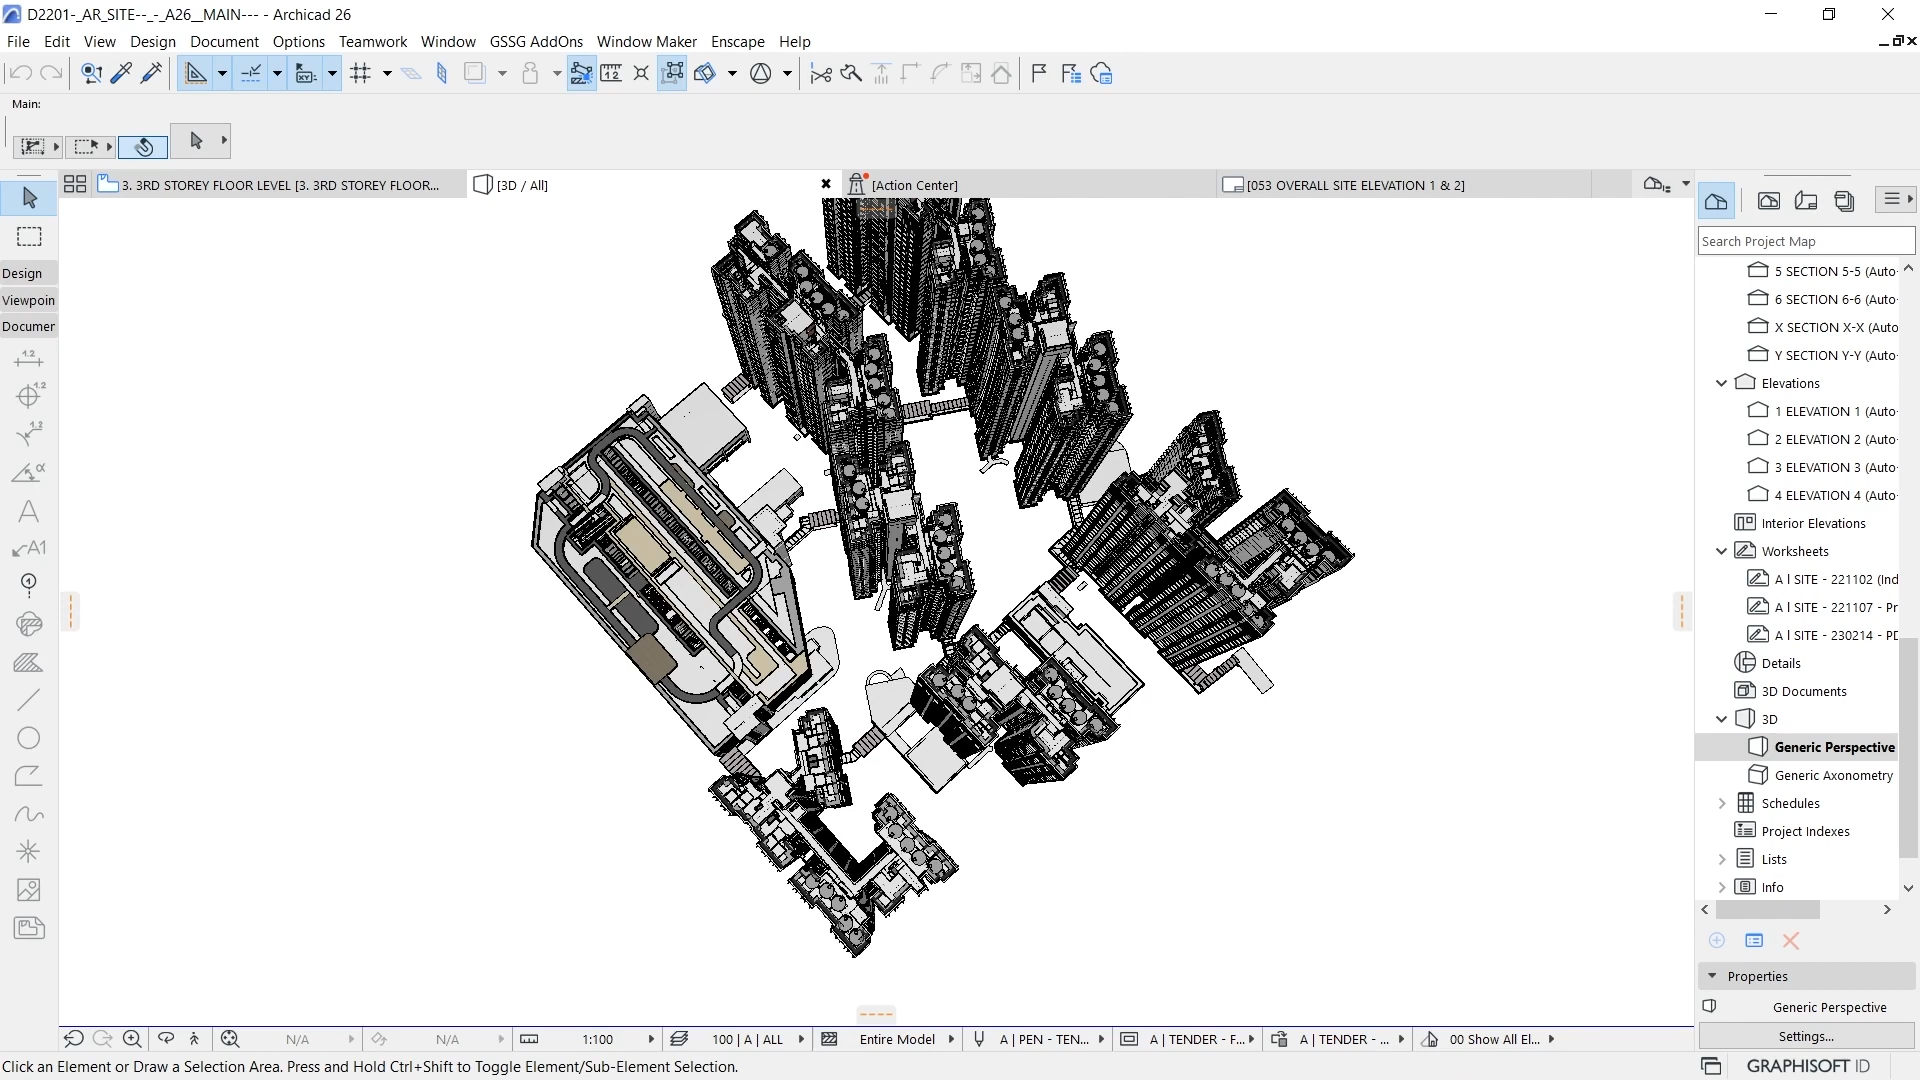 D2201-_AR_SITE--_-_A26__MAIN--- - Archicad 26
File Edit View Design Document Options Teamwork Window GSSG AddOns Window Maker Enscape Help
Main:
3. 3RD STOREY FLOOR LEVEL [3. 3RD STOREY FLOOR...
[3D / All]
[Action Center]
[053 OVERALL SITE ELEVATION 1 & 2]
Design
Viewpoin
Documer
Search Project Map
5 SECTION 5-5 (Auto-
6 SECTION 6-6 (Auto-
X SECTION X-X (Auto
Y SECTION Y-Y (Auto-
Elevations
1 ELEVATION 1 (Auto-
2 ELEVATION 2 (Auto-
3 ELEVATION 3 (Auto-
4 ELEVATION 4 (Auto-
Interior Elevations
Worksheets
A l SITE - 221102 (Ind
A l SITE - 221107 - Pr
A l SITE - 230214 - PD
Details
3D Documents
3D
Generic Perspective
Generic Axonometry
Schedules
Project Indexes
Lists
Info
Properties
Generic Perspective
Settings...
N/A
N/A
1:100
100 | A | ALL
Entire Model
A | PEN - TEN...
A | TENDER - F...
A | TENDER - ...
00 Show All El...
Click an Element or Draw a Selection Area. Press and Hold Ctrl+Shift to Toggle Element/Sub-Element Selection.
GRAPHISOFT ID